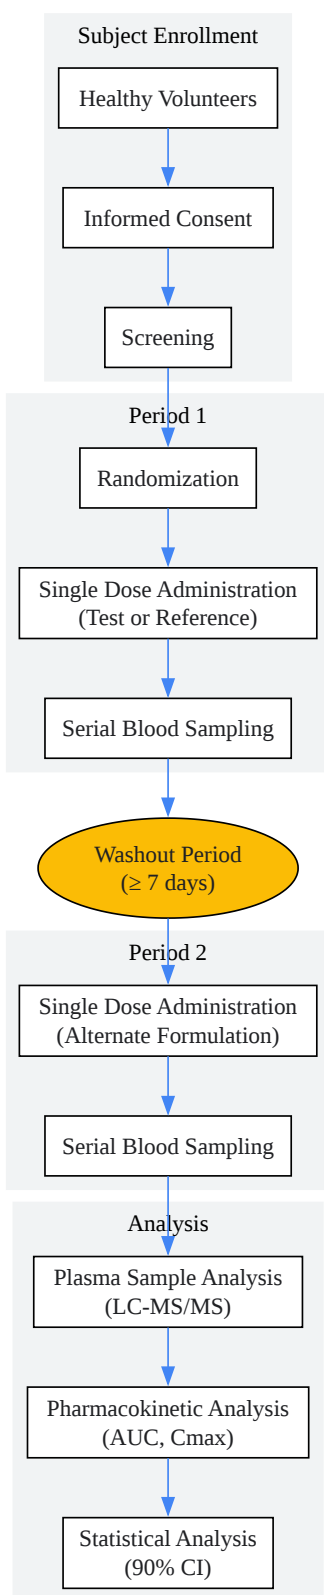 Subject Enrollment
Healthy Volunteers
Informed Consent
Screening
Period 1
Randomization
Single Dose Administration
(Test or Reference)
Serial Blood Sampling
Washout Period
(≥ 7 days)
Period 2
Single Dose Administration
(Alternate Formulation)
Serial Blood Sampling
Analysis
Plasma Sample Analysis
(LC-MS/MS)
Pharmacokinetic Analysis
(AUC, Cmax)
Statistical Analysis
(90% CI)